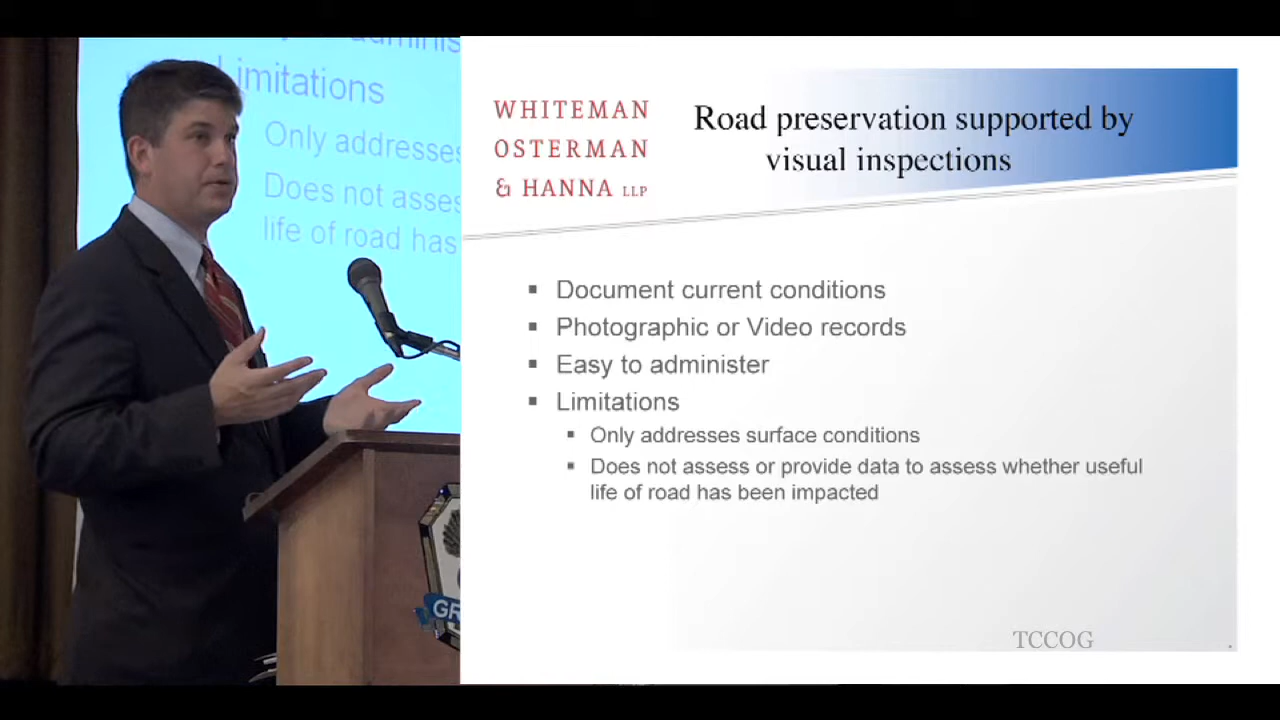 adminis
Limitations
Only addresses
Does not asses
life of road has
GR
WHITEMAN
OSTERMAN
& HANNA LLP
Road preservation supported by
visual inspections
▪ Document current conditions
▪ Photographic or Video records
▪ Easy to administer
▪ Limitations
▪ Only addresses surface conditions
▪ Does not assess or provide data to assess whether useful
life of road has been impacted
TCCOG